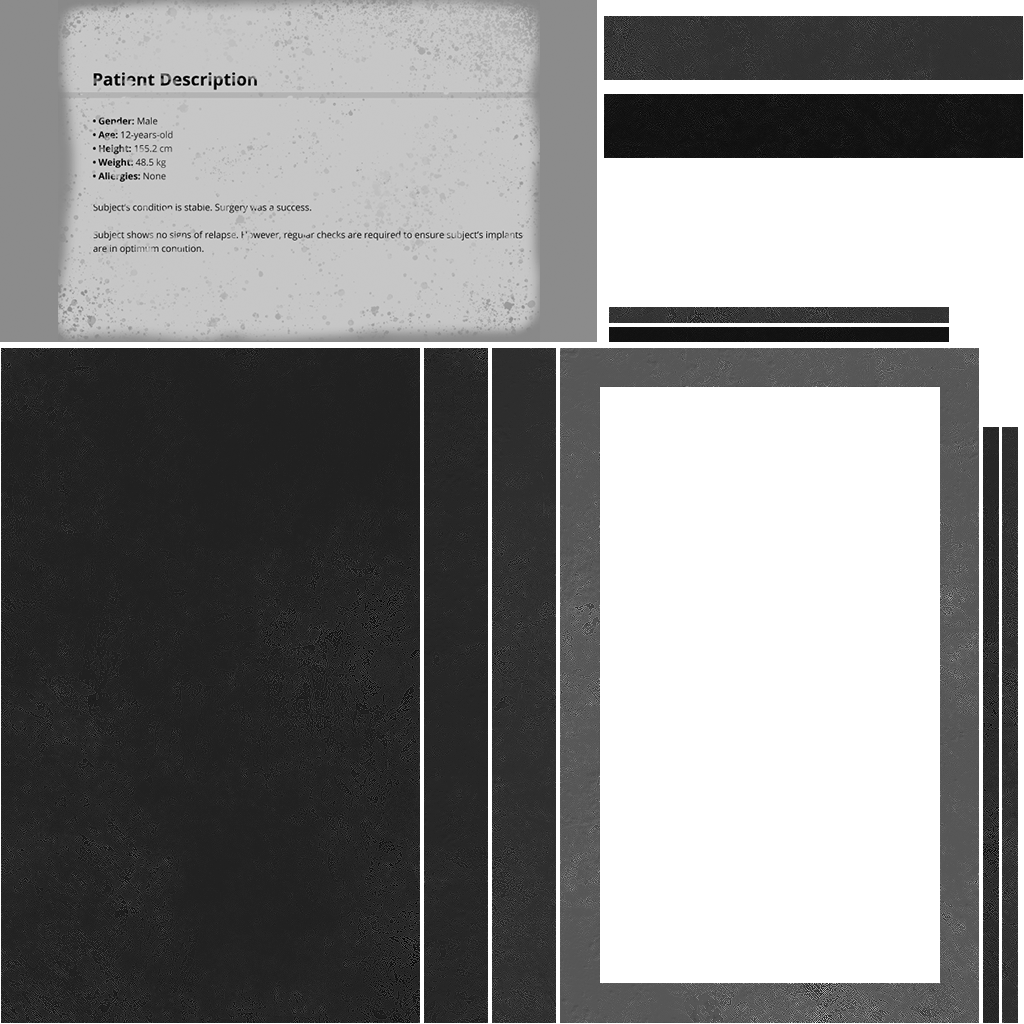 Patient Description
• Gender: Male
• Age: 12-years-old
• Height: 155.2 cm
• Weight: 48.5 kg
• Allergies: None
Subject's condition is stable. Surgery was a success.
Subject shows no signs of relapse. However, regular checks are required to ensure subject's implants
are in optimum condition.